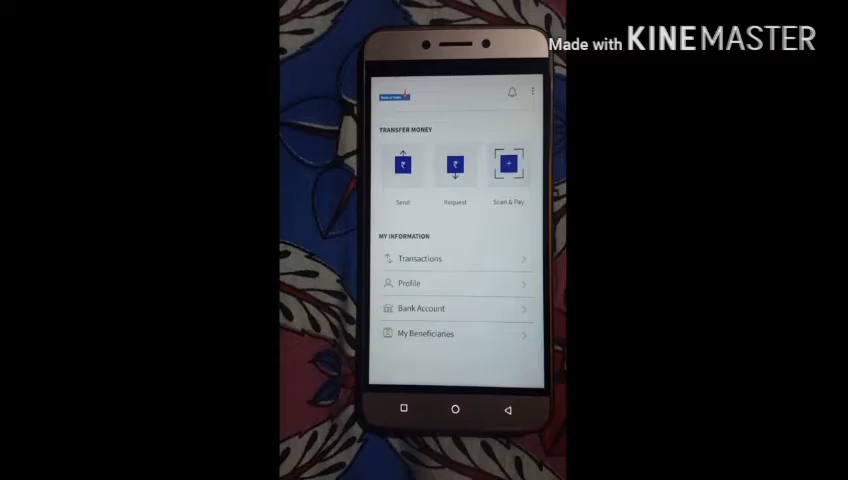 Made with KINEMASTER
TRANSFER MONEY
₹
₹
Send
Request
Scan & Pay
MY INFORMATION
Transactions
Profile
Bank Account
My Beneficiaries